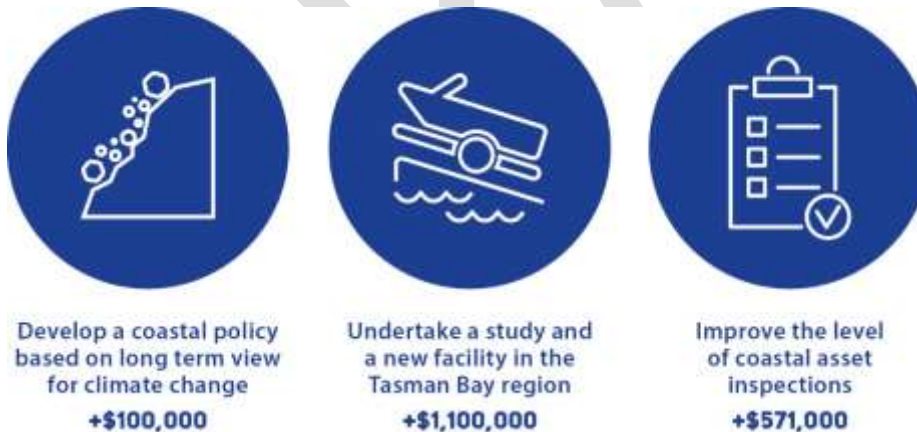 Develop a coastal policy
based on long term view
for climate change
+$100,000
Undertake a study and
a new facility in the
Tasman Bay region
+$1,100,000
Improve the level
of coastal asset
inspections
+$571,000